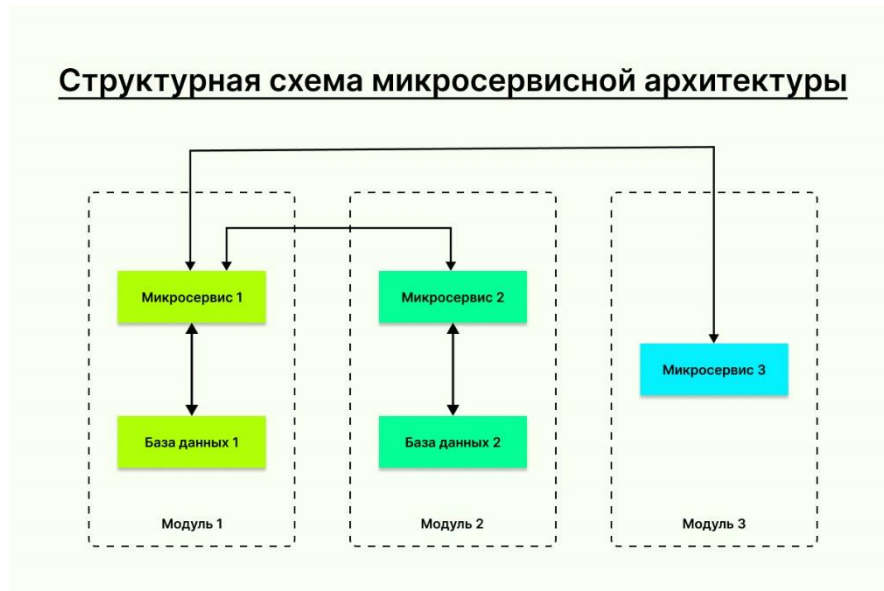 Структурная схема микросервисной архитектуры
Микросервис 1
Микросервис 2
Микросервис 3
База данных 1
База данных 2
Модуль 1
Модуль 2
Модуль 3